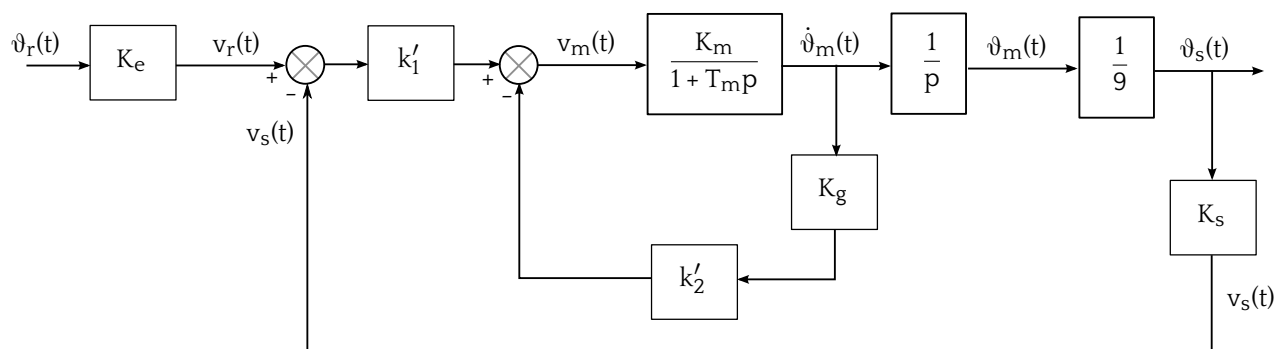 ϑr(t) Ke vr(t) + − k′1 + − vm(t) Km / 1 + Tmp ϑ̇m(t) 1 / p ϑm(t) 1 / 9 ϑs(t)
vs(t)
Kg
Ks
k′2
vs(t)